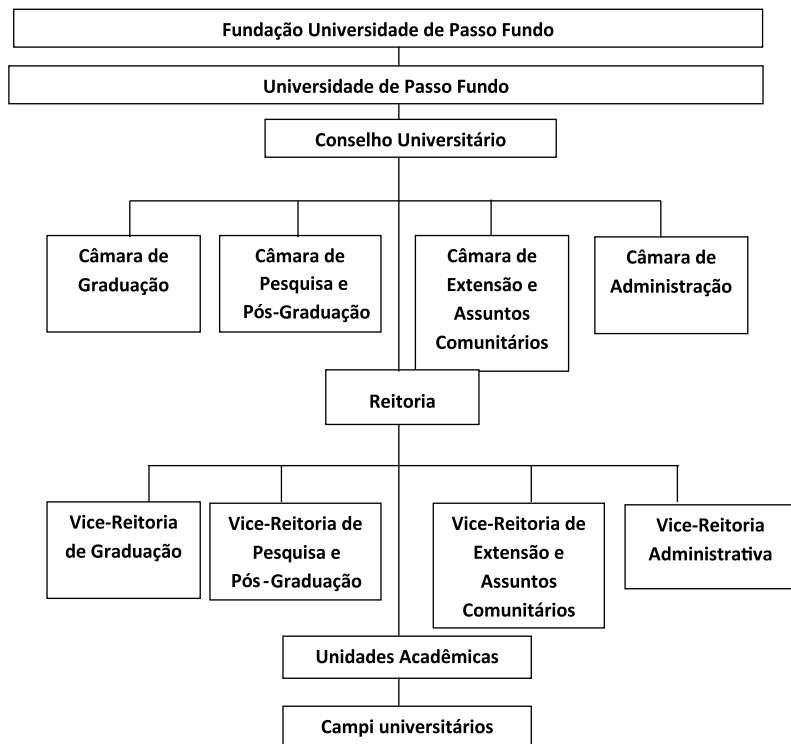 Fundação Universidade de Passo Fundo
Universidade de Passo Fundo
Conselho Universitário
Câmara de
Graduação
Câmara de
Pesquisa e
Pós-Graduação
Câmara de
Extensão e
Assuntos
Comunitários
Câmara de
Administração
Reitoria
Vice-Reitoria
de Graduação
Vice-Reitoria de
Pesquisa e
Pós-Graduação
Vice-Reitoria de
Extensão e
Assuntos
Comunitários
Vice-Reitoria
Administrativa
Unidades Acadêmicas
Campi universitários